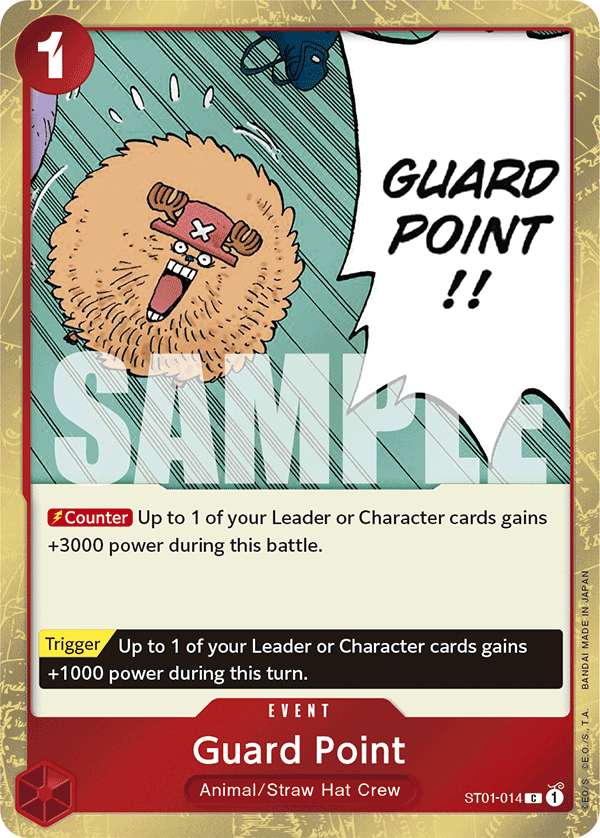 1
GUARD
POINT
!!
SAMPLE
Counter Up to 1 of your Leader or Character cards gains
+3000 power during this battle.
Trigger Up to 1 of your Leader or Character cards gains
+1000 power during this turn.
EVENT
Guard Point
Animal/Straw Hat Crew
ST01-014 C 1
©E.O./S. ©E.O./S., T.A. BANDAI MADE IN JAPAN